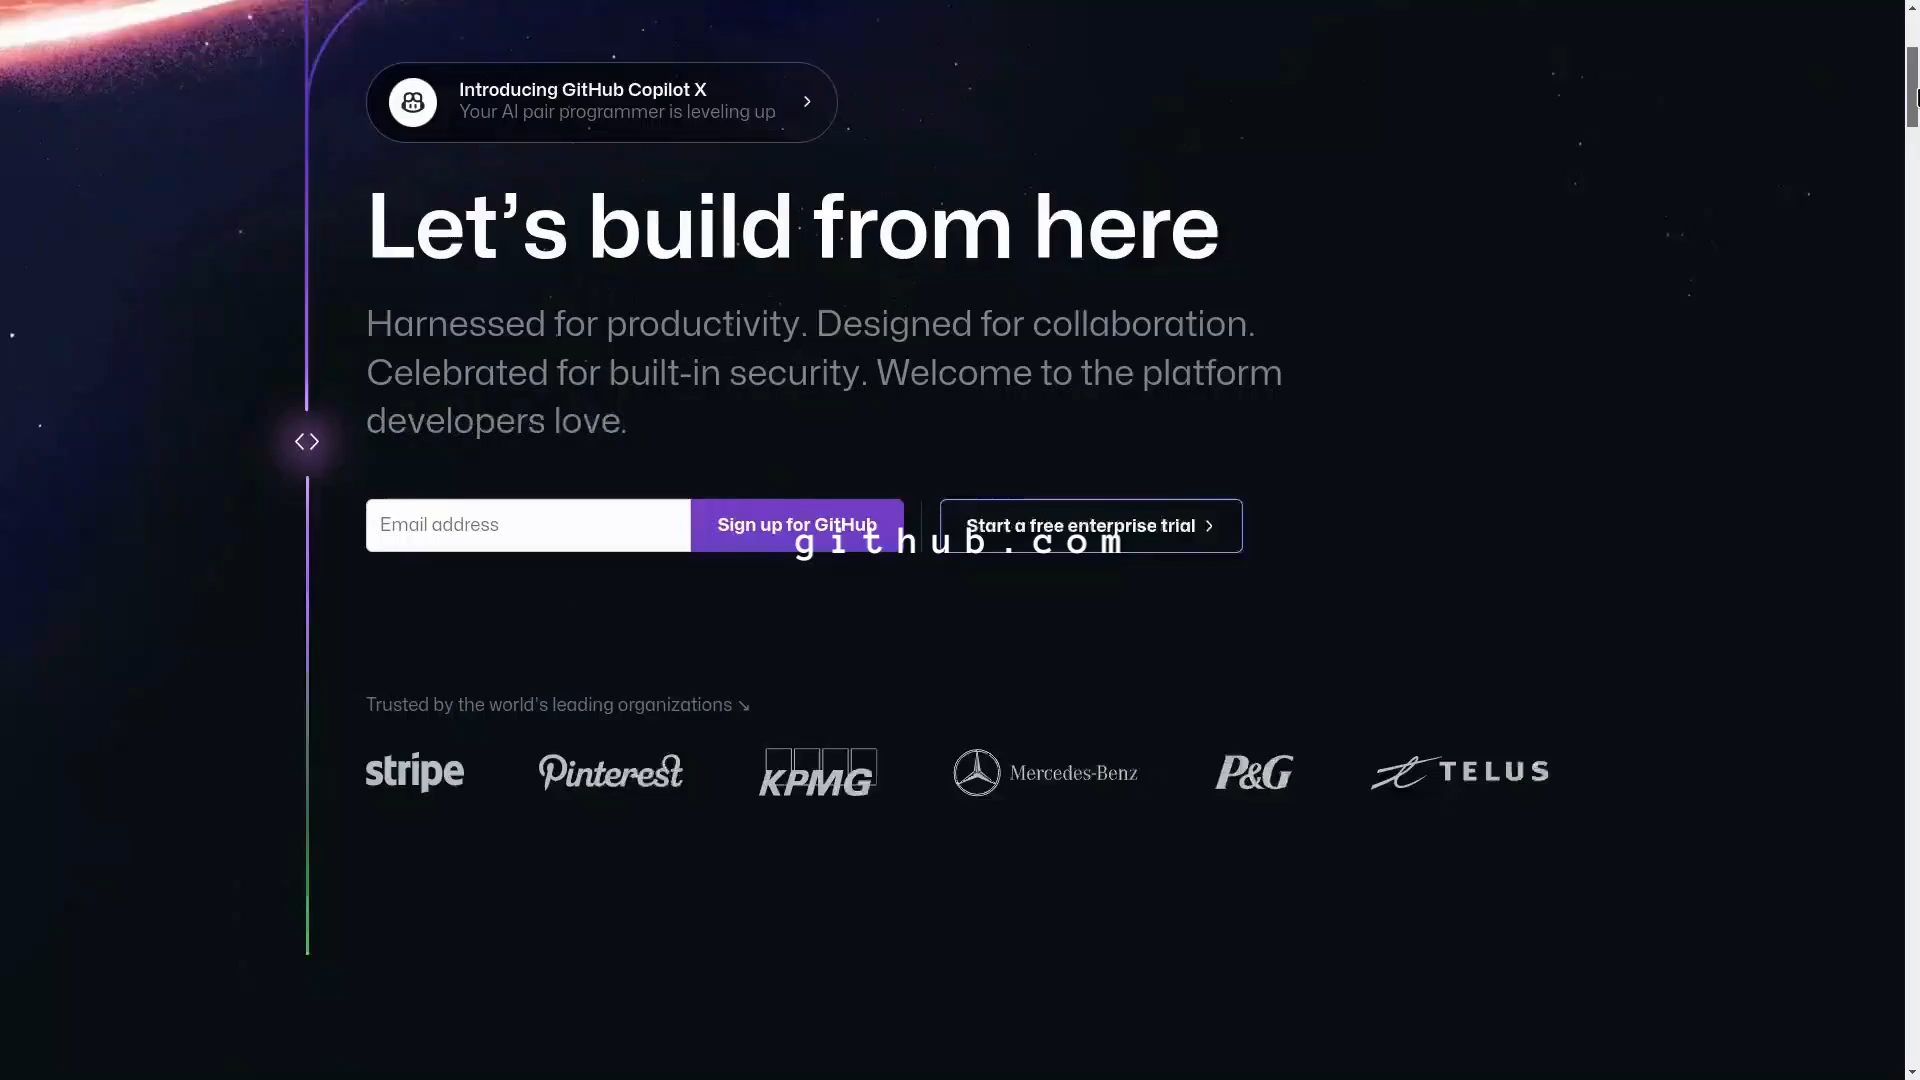 Introducing GitHub Copilot X
Your AI pair programmer is leveling up
Let’s build from here
Harnessed for productivity. Designed for collaboration.
Celebrated for built-in security. Welcome to the platform
developers love.
Email address
Sign up for GitHub
Start a free enterprise trial
github.com
Trusted by the world's leading organizations ↘
stripe
Pinterest
KPMG
Mercedes-Benz
P&G
TELUS